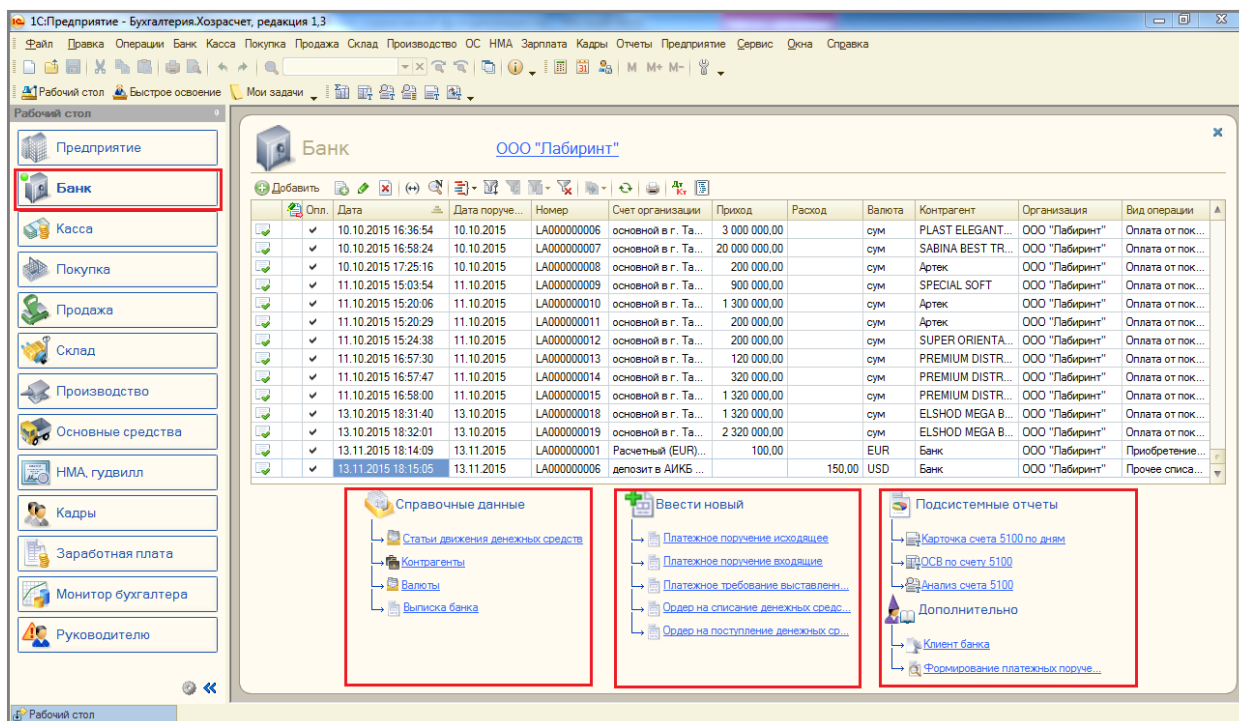 1С:Предприятие - Бухгалтерия.Хозрасчет, редакция 1,3
Файл Правка Операции Банк Касса Покупка Продажа Склад Производство ОС НМА Зарплата Кадры Отчеты Предприятие Сервис Окна Справка
M M+ M-
Рабочий стол Быстрое освоение Мои задачи
Рабочий стол
Предприятие
Банк
Касса
Покупка
Продажа
Склад
Производство
Основные средства
НМА, гудвилл
Кадры
Заработная плата
Монитор бухгалтера
Руководителю
Банк ООО "Лабиринт"
Добавить
Опл. Дата Дата поруче... Номер Счет организации Приход Расход Валюта Контрагент Организация Вид операции
10.10.2015 16:36:54 10.10.2015 LA000000006 основной в г. Та... 3 000 000,00 сум PLAST ELEGANT... ООО "Лабиринт" Оплата от пок...
10.10.2015 16:58:24 10.10.2015 LA000000007 основной в г. Та... 20 000 000,00 сум SABINA BEST TR... ООО "Лабиринт" Оплата от пок...
10.10.2015 17:25:16 10.10.2015 LA000000008 основной в г. Та... 200 000,00 сум Артек ООО "Лабиринт" Оплата от пок...
11.10.2015 15:03:54 11.10.2015 LA000000009 основной в г. Та... 900 000,00 сум SPECIAL SOFT ООО "Лабиринт" Оплата от пок...
11.10.2015 15:20:06 11.10.2015 LA000000010 основной в г. Та... 1 300 000,00 сум Артек ООО "Лабиринт" Оплата от пок...
11.10.2015 15:20:29 11.10.2015 LA000000011 основной в г. Та... 200 000,00 сум Артек ООО "Лабиринт" Оплата от пок...
11.10.2015 15:24:38 11.10.2015 LA000000012 основной в г. Та... 200 000,00 сум SUPER ORIENTA... ООО "Лабиринт" Оплата от пок...
11.10.2015 16:57:30 11.10.2015 LA000000013 основной в г. Та... 120 000,00 сум PREMIUM DISTR... ООО "Лабиринт" Оплата от пок...
11.10.2015 16:57:47 11.10.2015 LA000000014 основной в г. Та... 320 000,00 сум PREMIUM DISTR... ООО "Лабиринт" Оплата от пок...
11.10.2015 16:58:00 11.10.2015 LA000000015 основной в г. Та... 1 320 000,00 сум PREMIUM DISTR... ООО "Лабиринт" Оплата от пок...
13.10.2015 18:31:40 13.10.2015 LA000000018 основной в г. Та... 1 320 000,00 сум ELSHOD MEGA B... ООО "Лабиринт" Оплата от пок...
13.10.2015 18:32:01 13.10.2015 LA000000019 основной в г. Та... 2 320 000,00 сум ELSHOD MEGA B... ООО "Лабиринт" Оплата от пок...
13.11.2015 18:14:09 13.11.2015 LA000000001 Расчетный (EUR)... 100,00 EUR Банк ООО "Лабиринт" Приобретение...
13.11.2015 18:15:05 13.11.2015 LA000000006 депозит в АИКБ ... 150,00 USD Банк ООО "Лабиринт" Прочее списа...
Справочные данные
Статьи движения денежных средств
Контрагенты
Валюты
Выписка банка
Ввести новый
Платежное поручение исходящее
Платежное поручение входящие
Платежное требование выставленн...
Ордер на списание денежных средс...
Ордер на поступление денежных ср...
Подсистемные отчеты
Карточка счета 5100 по дням
ОСВ по счету 5100
Анализ счета 5100
Дополнительно
Клиент банка
Формирование платежных поруче...
Рабочий стол